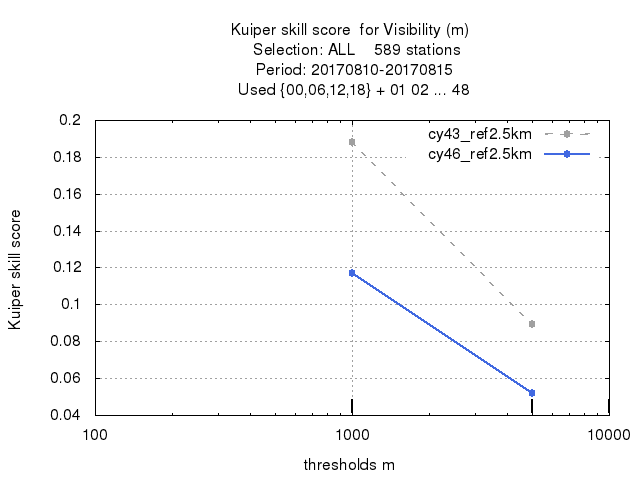 Kuiper skill score  for Visibility (m)
Selection: ALL    589 stations
Period: 20170810-20170815
Used {00,06,12,18} + 01 02 ... 48
cy43_ref2.5km
cy46_ref2.5km
Kuiper skill score
0.2
0.18
0.16
0.14
0.12
0.1
0.08
0.06
0.04
100
1000
10000
thresholds m